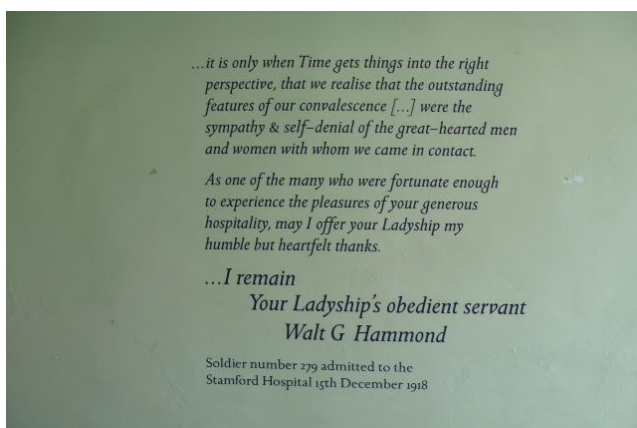 ...it is only when Time gets things into the right
perspective, that we realise that the outstanding
features of our convalescence [...] were the
sympathy & self–denial of the great–hearted men
and women with whom we came in contact.
As one of the many who were fortunate enough
to experience the pleasures of your generous
hospitality, may I offer your Ladyship my
humble but heartfelt thanks.
...I remain
Your Ladyship's obedient servant
Walt G Hammond
Soldier number 279 admitted to the
Stamford Hospital 15th December 1918